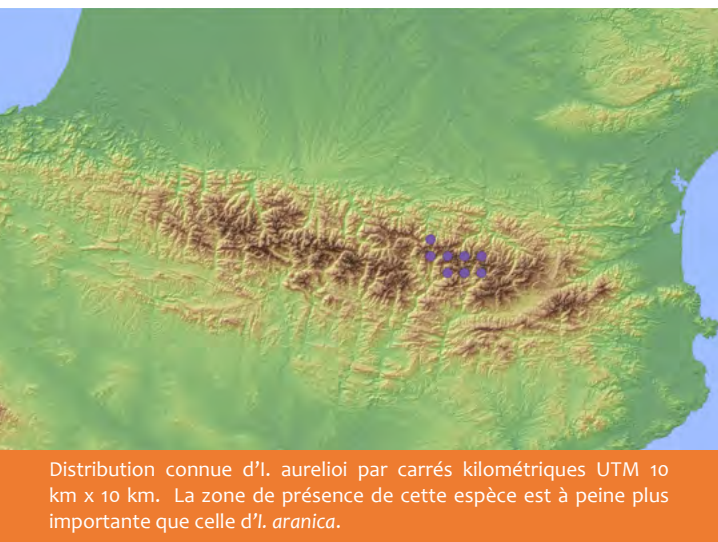 Distribution connue d'I. aurelioi par carrés kilométriques UTM 10
km x 10 km. La zone de présence de cette espèce est à peine plus
importante que celle d'I. aranica.